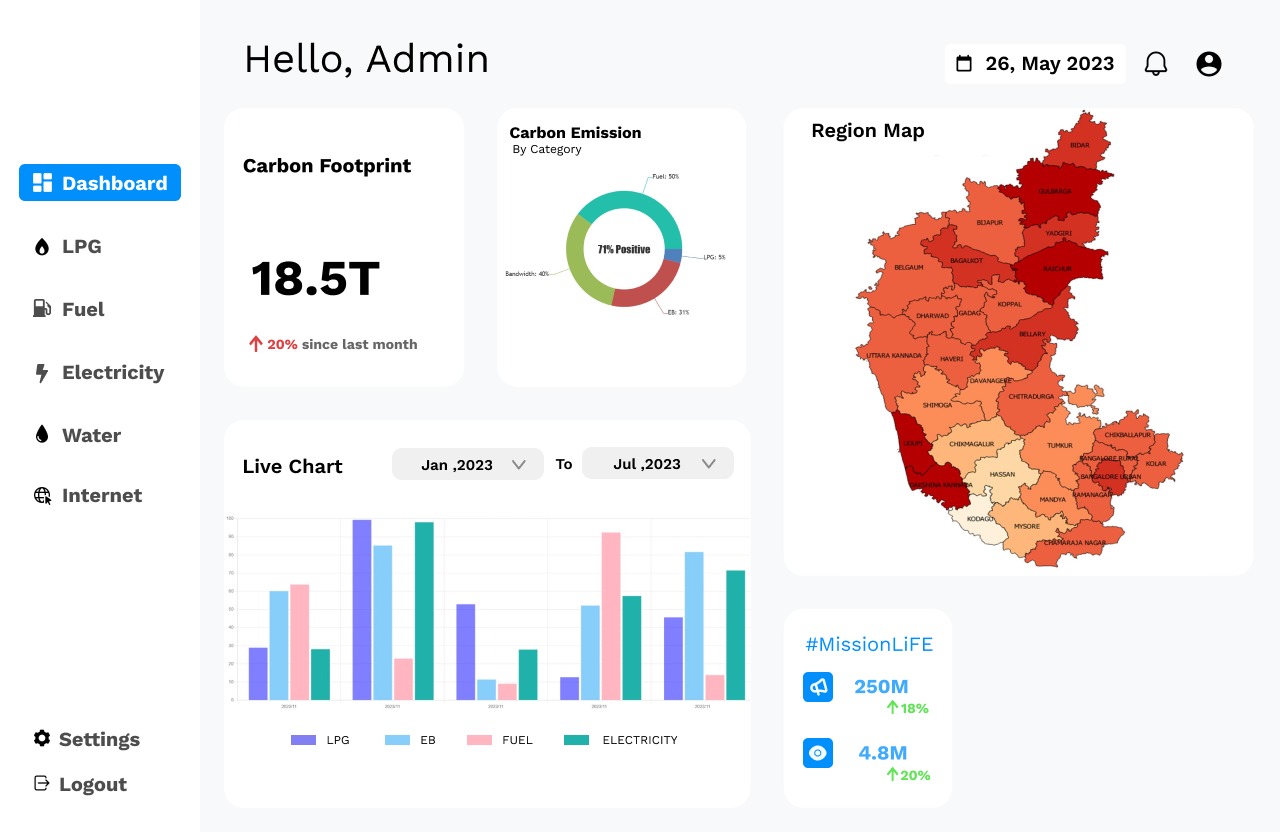 Hello, Admin
26, May 2023
Dashboard
LPG
Fuel
Electricity
Water
Internet
Settings
Logout
Carbon Footprint
18.5T
20% since last month
Carbon Emission
By Category
Fuel: 50%
71% Positive
LPG: 5%
Bandwidth: 40%
EB: 31%
Region Map
BIDAR
GULBARGA
BIJAPUR
YADGIRI
BAGALKOT
RAICHUR
BELGAUM
KOPPAL
DHARWAD
GADAG
BELLARY
UTTARA KANNADA
HAVERI
DAVANAGERE
CHITRADURGA
SHIMOGA
UDUPI
CHIKMAGALUR
TUMKUR
CHIKBALLAPUR
BANGALORE RURAL
KOLAR
HASSAN
BANGALORE URBAN
DAKSHINA KANNADA
MANDYA
RAMANAGAR
KODAGU
MYSORE
CHAMARAJA NAGAR
Live Chart
Jan ,2023
To
Jul ,2023
100
90
80
70
60
50
40
30
20
10
0
2023/11
2023/11
2023/11
2023/11
2023/11
LPG
EB
FUEL
ELECTRICITY
#MissionLiFE
250M
18%
4.8M
20%